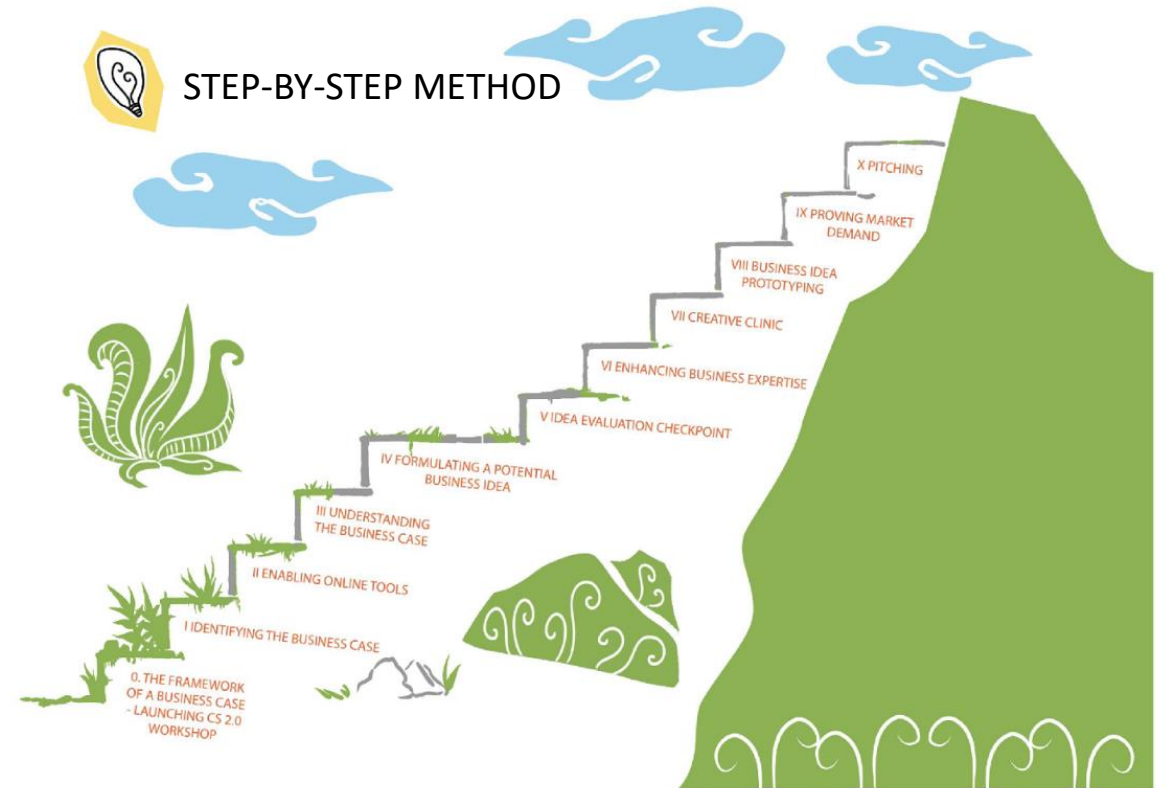 STEP-BY-STEP METHOD
X PITCHING
IX PROVING MARKET
DEMAND
VIII BUSINESS IDEA
PROTOTYPING
VII CREATIVE CLINIC
VI ENHANCING BUSINESS EXPERTISE
V IDEA EVALUATION CHECKPOINT
IV FORMULATING A POTENTIAL
BUSINESS IDEA
III UNDERSTANDING
THE BUSINESS CASE
II ENABLING ONLINE TOOLS
I IDENTIFYING THE BUSINESS CASE
0. THE FRAMEWORK
OF A BUSINESS CASE
- LAUNCHING CS 2.0
WORKSHOP